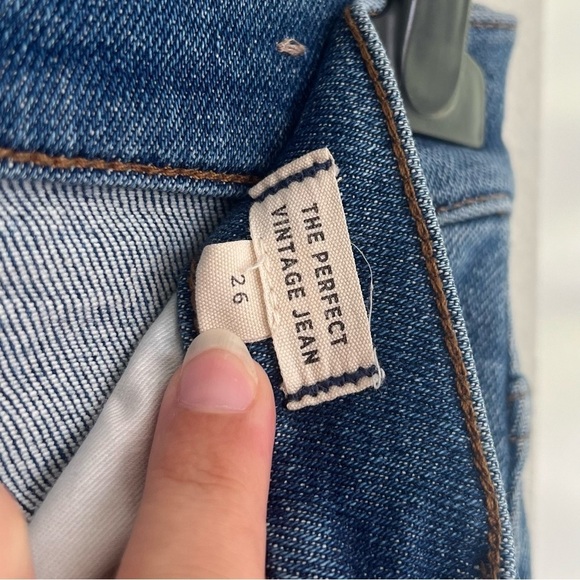 THE PERFECT
VINTAGE JEAN
26